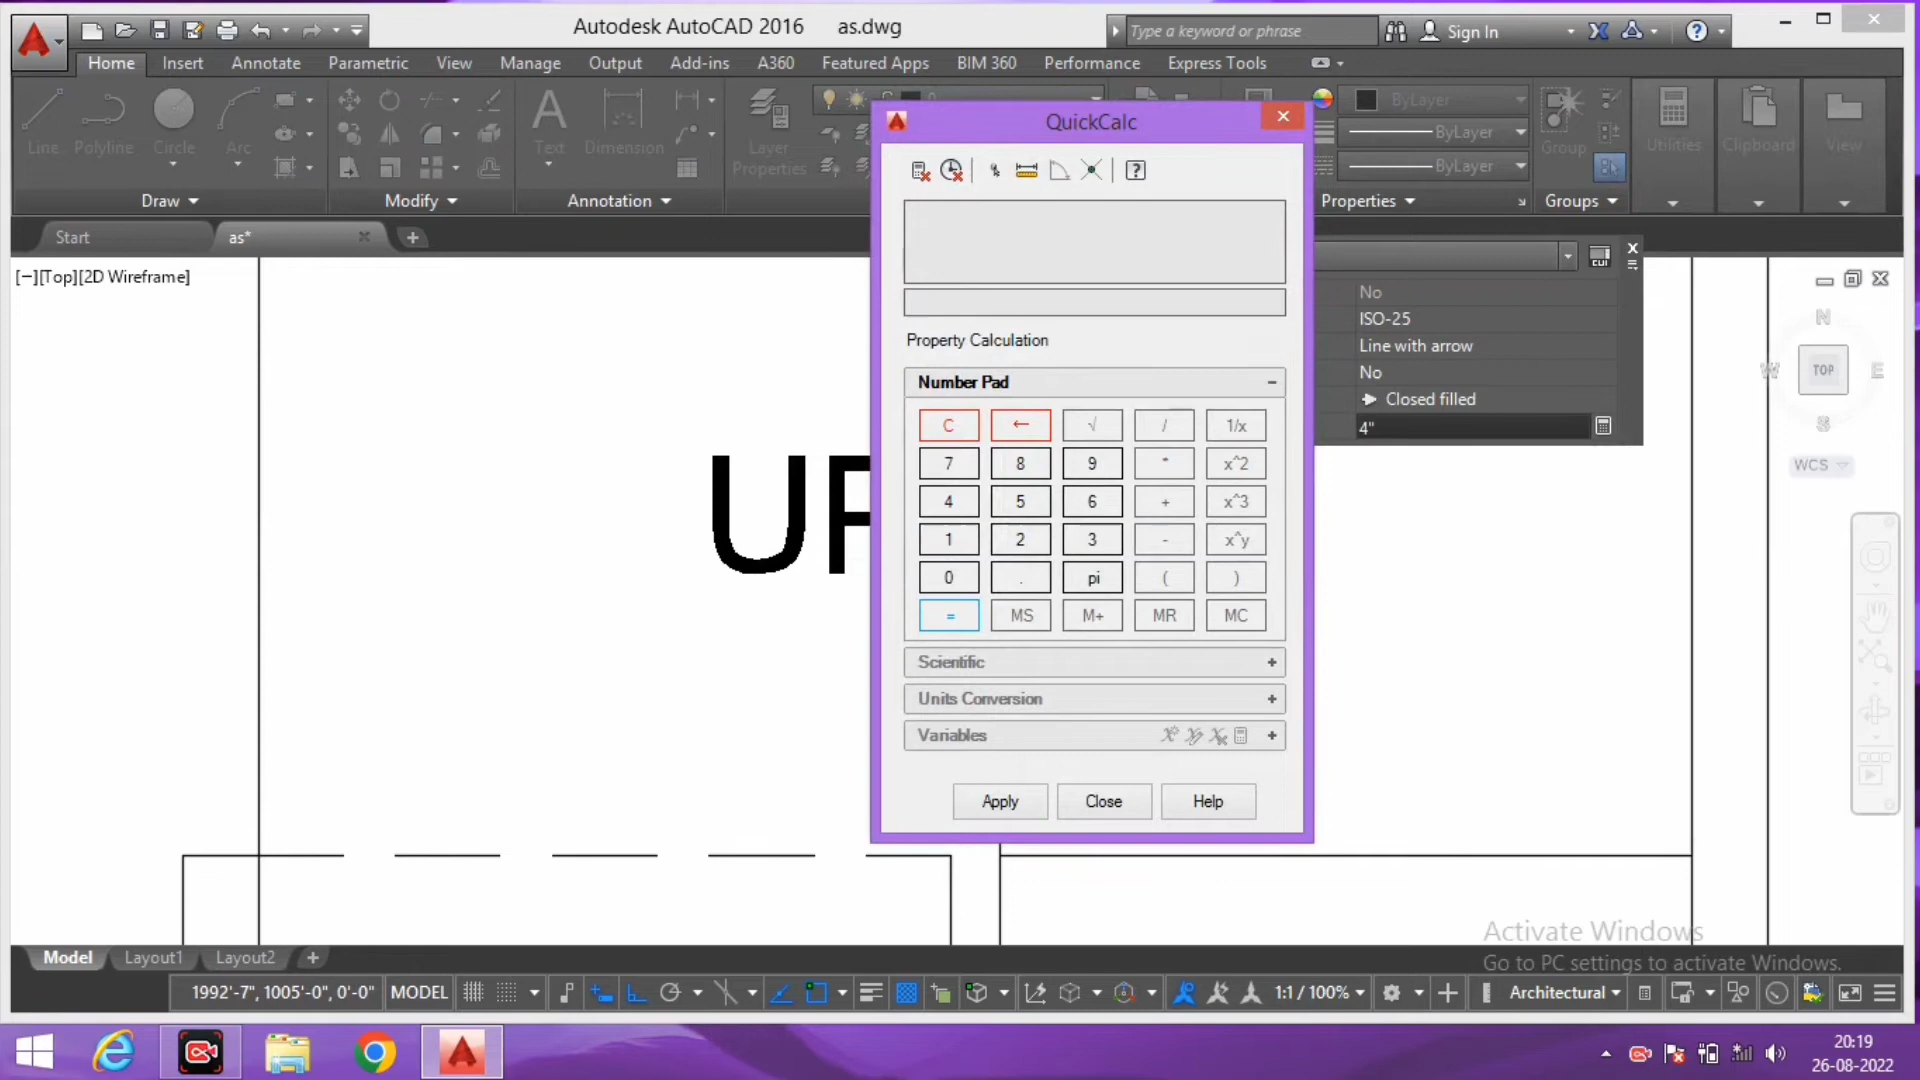 Autodesk AutoCAD 2016 as.dwg
Type a keyword or phrase
Sign In
Home Insert Annotate Parametric View Manage Output Add-ins A360 Featured Apps BIM 360 Performance Express Tools
Line Polyline Circle Arc
Text Dimension
Layer Properties
0
ByLayer
ByLayer
ByLayer
Group Utilities Clipboard View
Draw Modify Annotation Properties Groups
Start as*
[−][Top][2D Wireframe]
QuickCalc
Property Calculation
Number Pad
C ← √ / 1/x
7 8 9 * x^2
4 5 6 + x^3
1 2 3 - x^y
0 . pi ( )
= MS M+ MR MC
Scientific
Units Conversion
Variables
Apply Close Help
CUI
No
ISO-25
Line with arrow
No
Closed filled
4"
N
W TOP E
S
WCS
UP
Activate Windows
Go to PC settings to activate Windows.
Model Layout1 Layout2
1992'-7", 1005'-0", 0'-0" MODEL 1:1 / 100% Architectural
20:19
26-08-2022